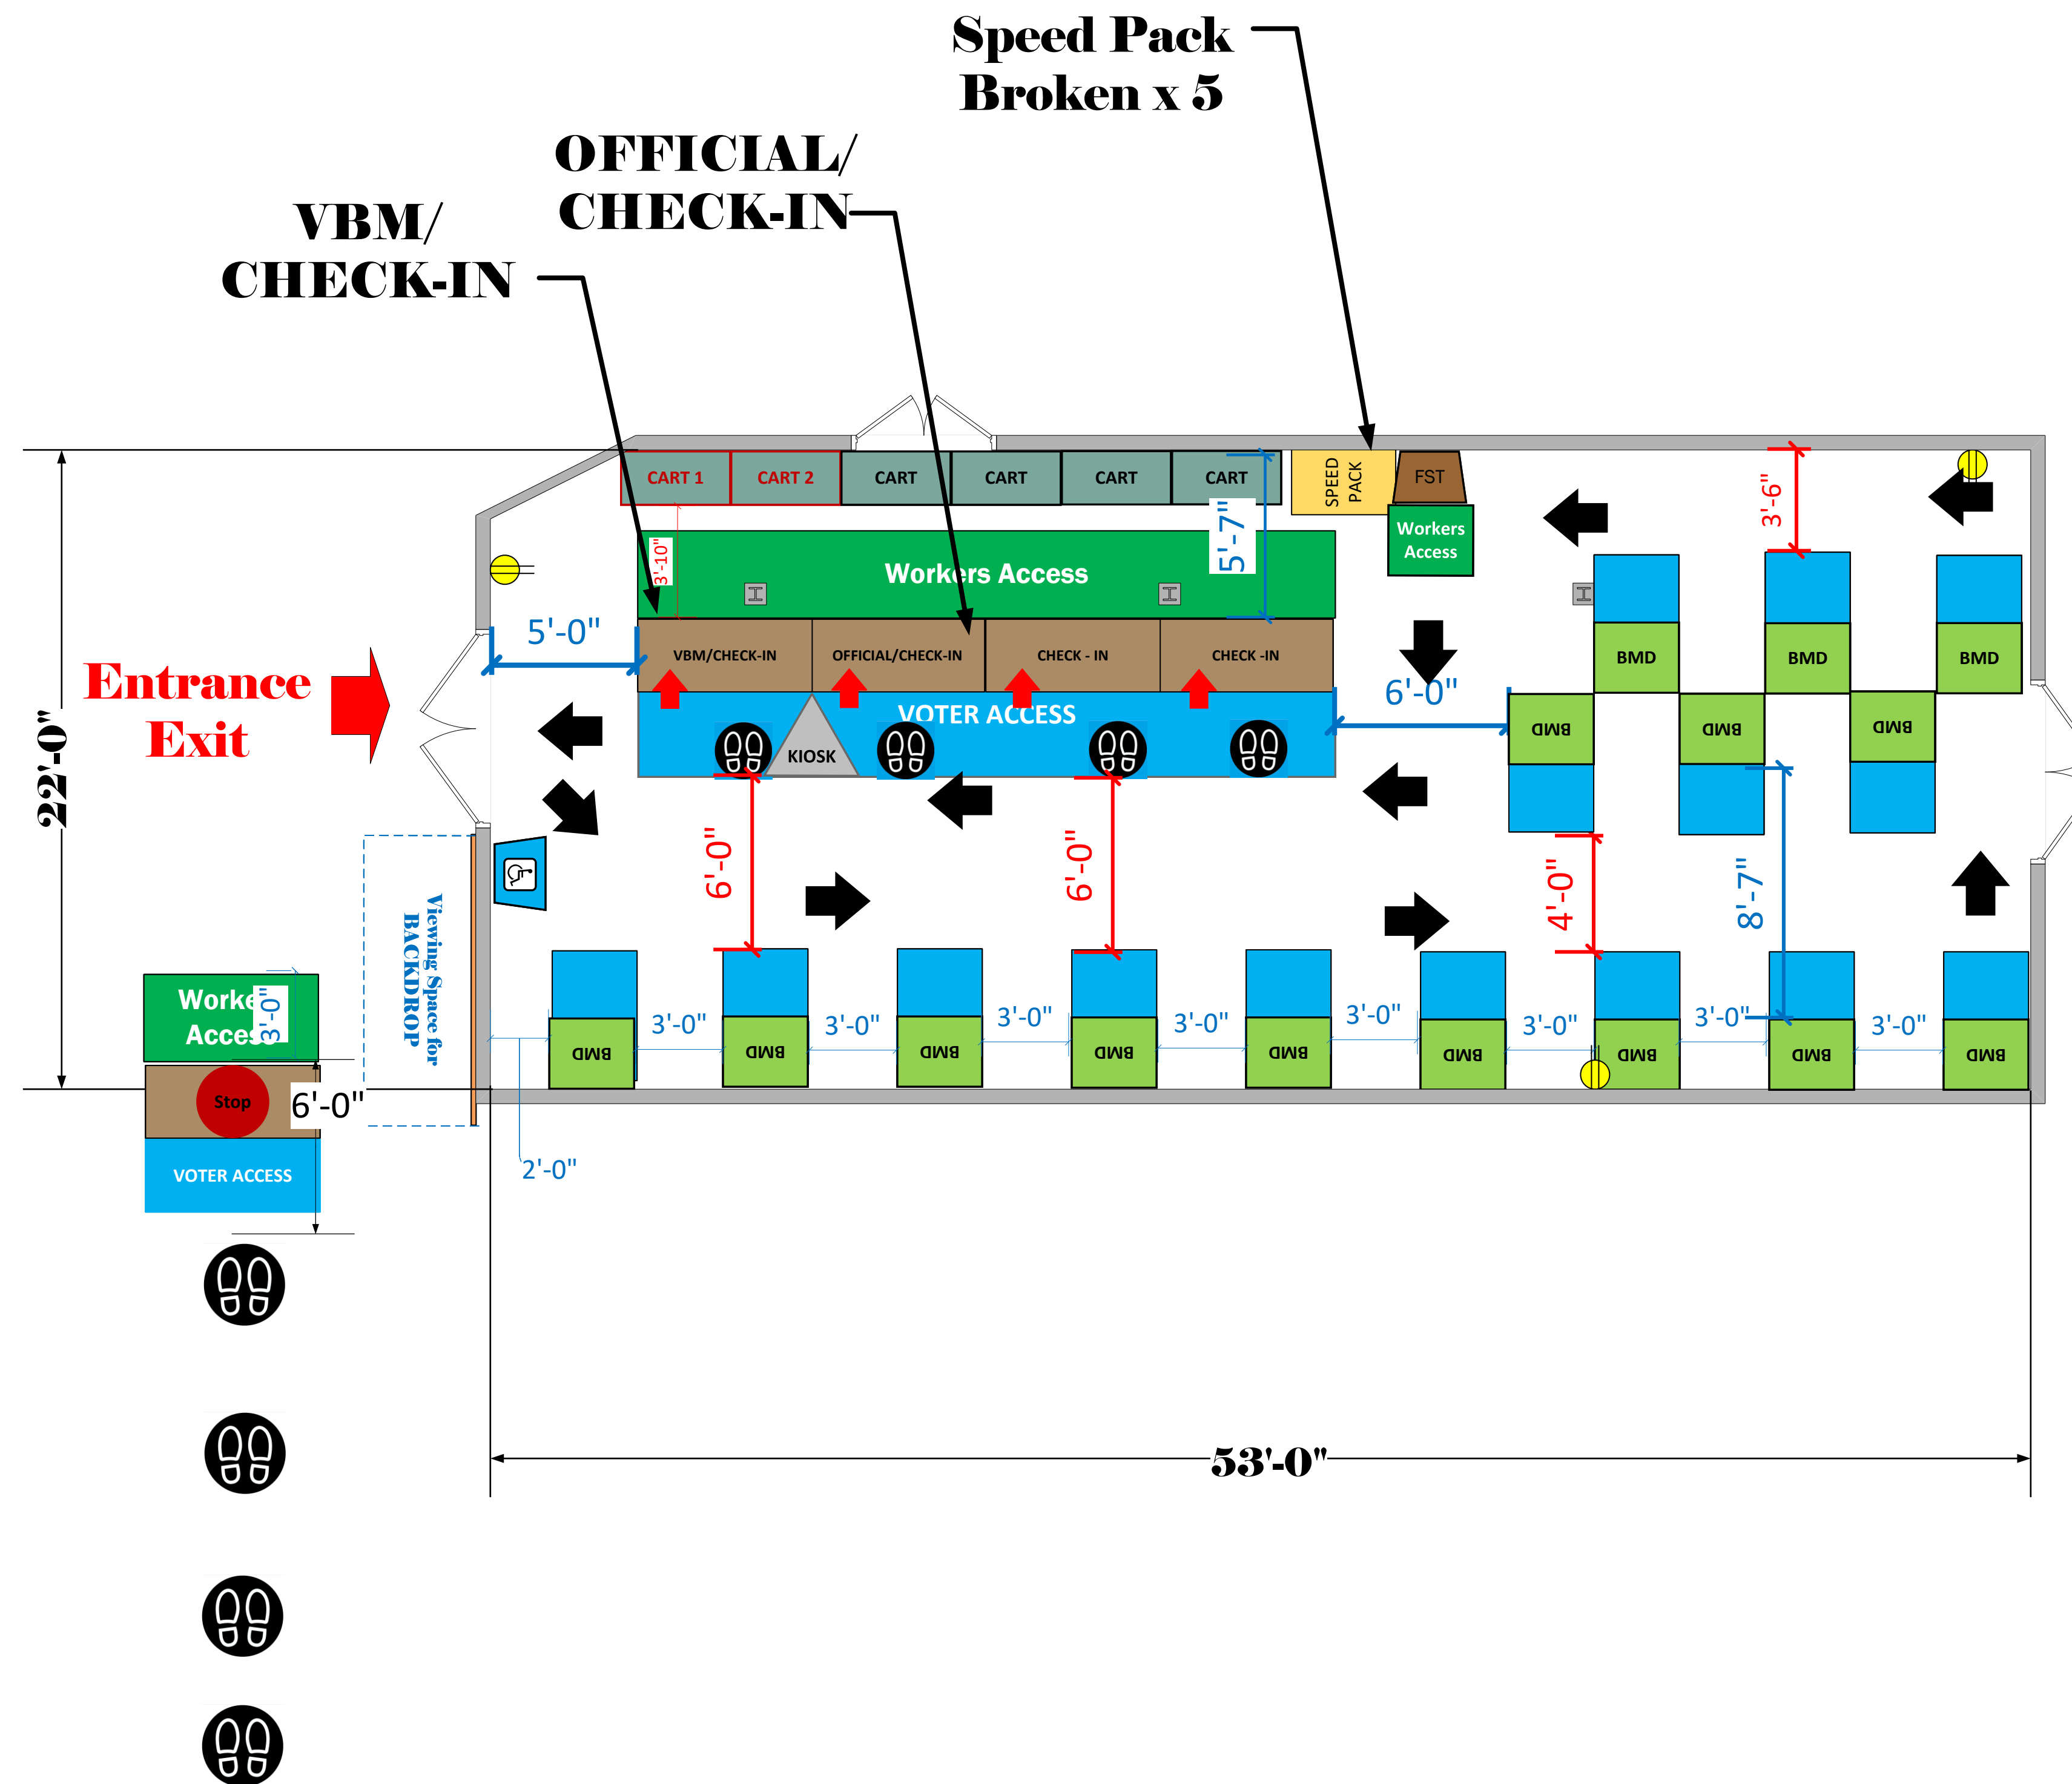 Speed Pack
Broken x 5
OFFICIAL/
CHECK-IN
VBM/
CHECK-IN
CART 1
CART 2
CART
CART
CART
CART
SPEED
PACK
FST
Workers
Access
3'-6"
5'-7"
3'-10"
Workers Access
5'-0"
VBM/CHECK-IN
OFFICIAL/CHECK-IN
CHECK - IN
CHECK -IN
BMD
BMD
BMD
Entrance
Exit
22'-0"
VOTER ACCESS
KIOSK
6'-0"
BMD
BMD
BMD
6'-0"
6'-0"
4'-0"
8'-7"
Viewing Space for
BACKDROP
3'-0"
3'-0"
3'-0"
3'-0"
3'-0"
3'-0"
3'-0"
3'-0"
BMD
BMD
BMD
BMD
BMD
BMD
BMD
BMD
BMD
2'-0"
Worke
Acces
3'-0"
Stop
6'-0"
VOTER ACCESS
53'-0"